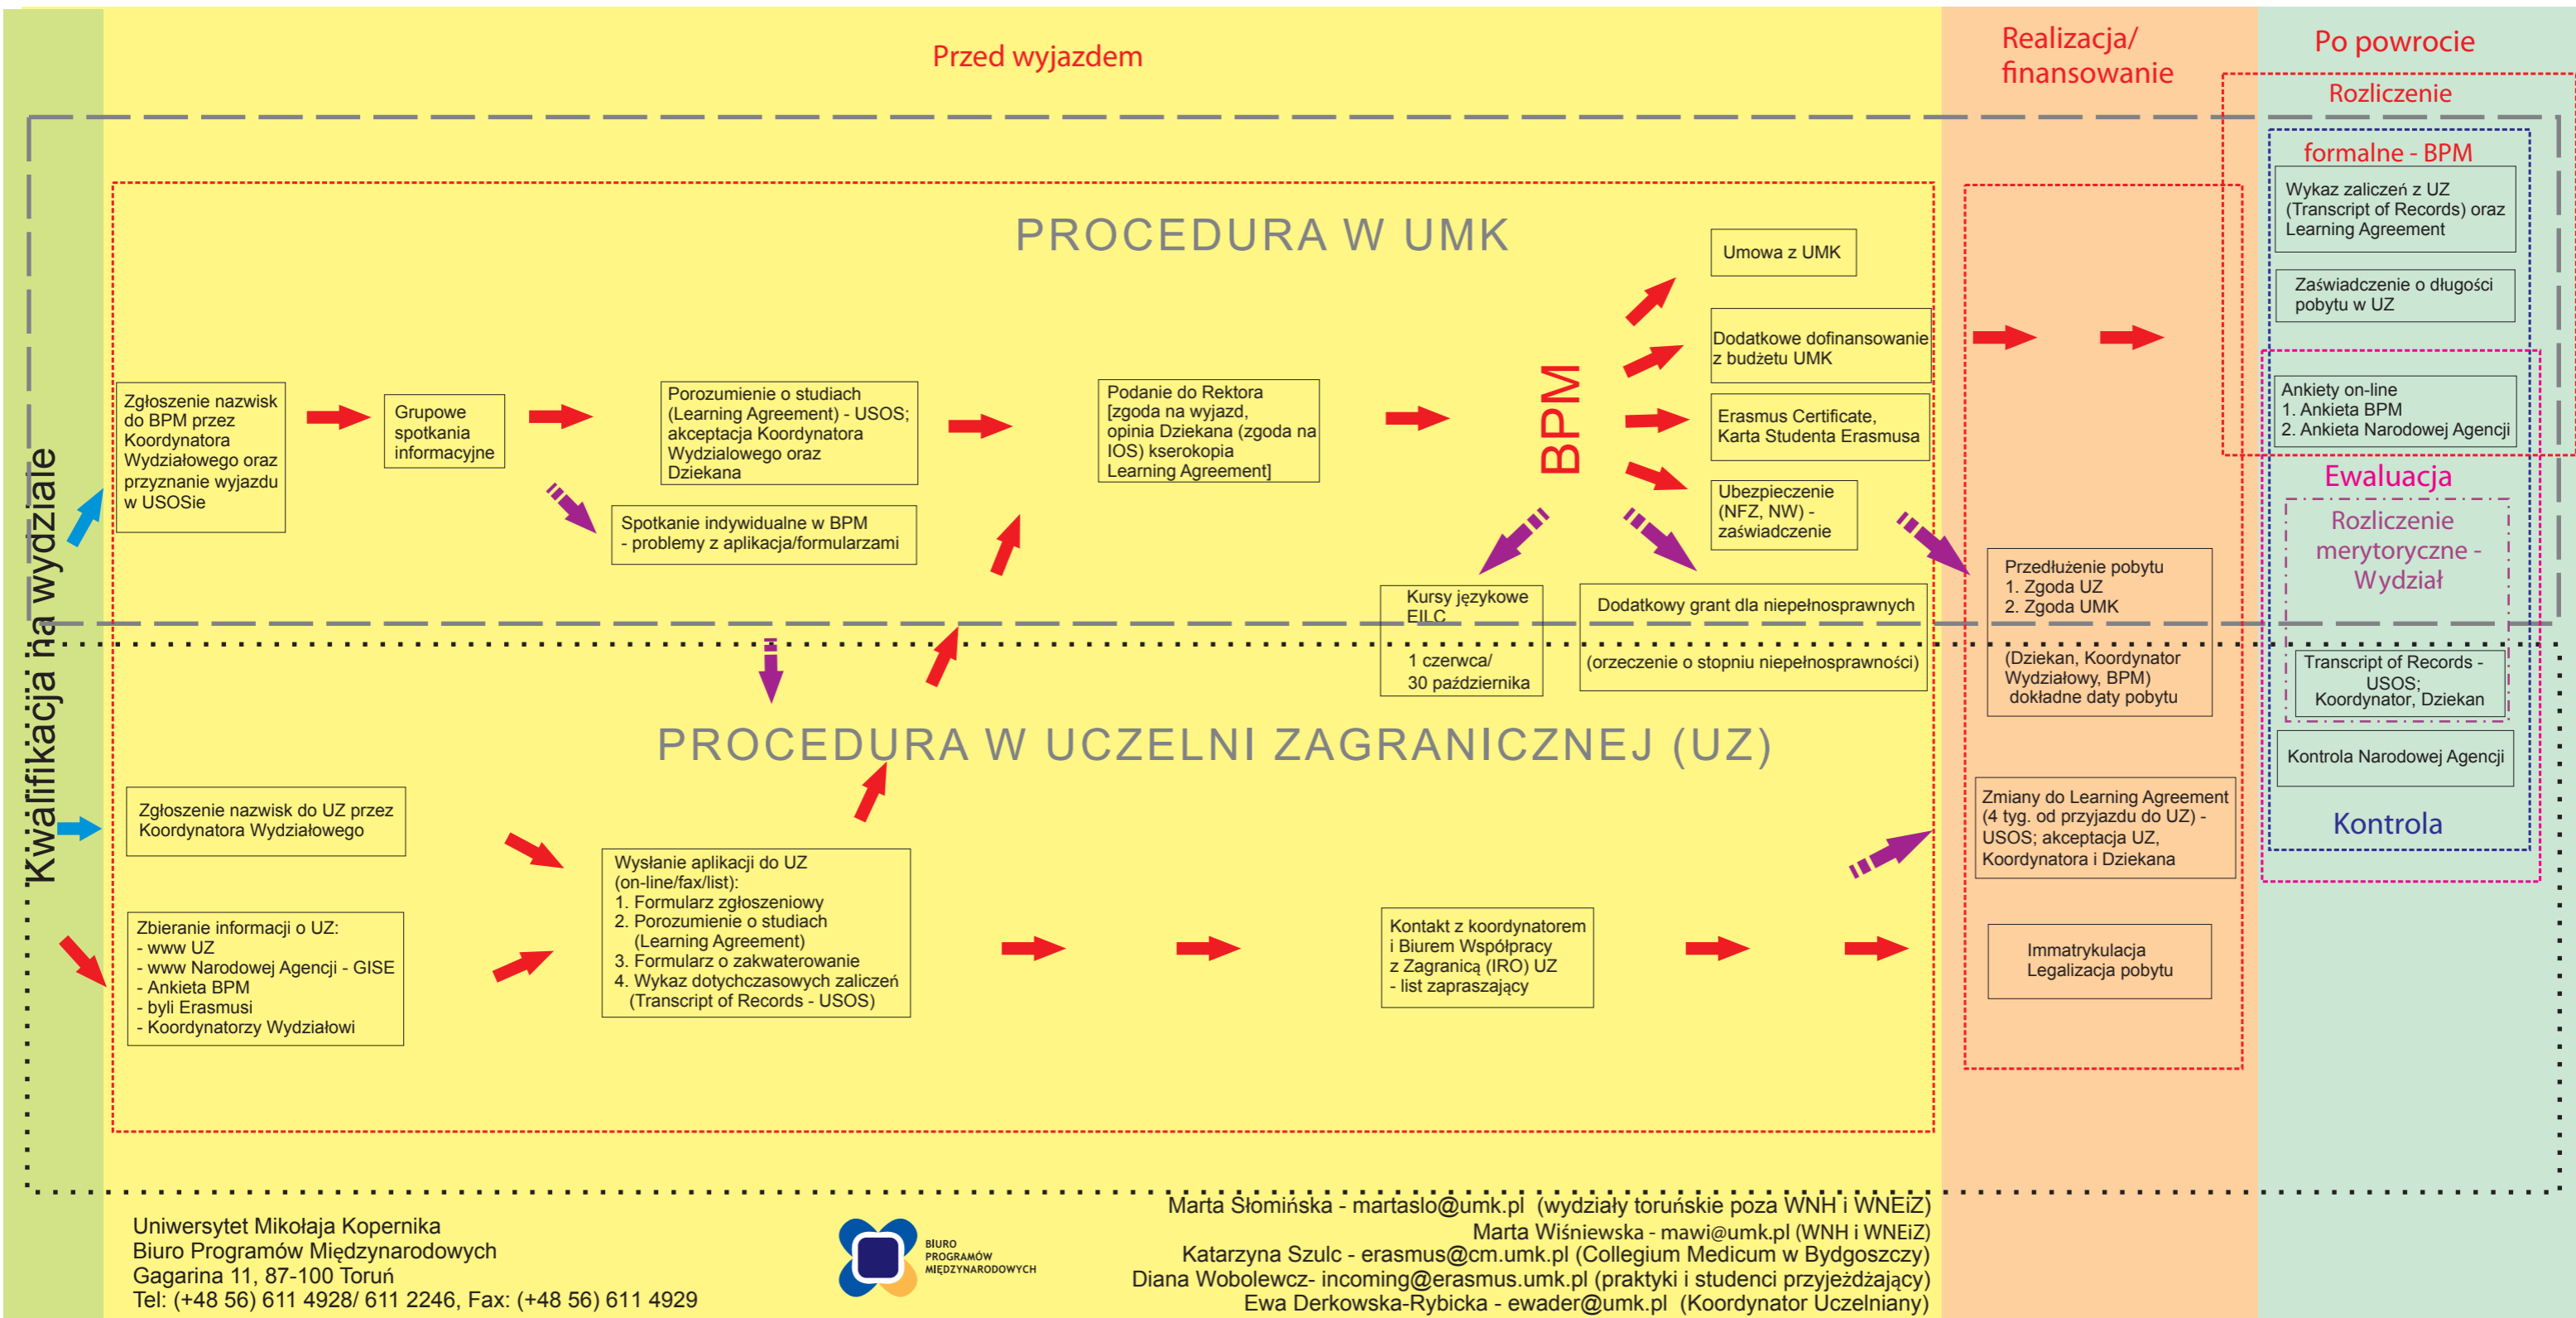 Przed wyjazdem
Realizacja/
finansowanie
Po powrocie
Rozliczenie
formalne - BPM
Wykaz zaliczeń z UZ
(Transcript of Records) oraz
Learning Agreement
Zaświadczenie o długości
pobytu w UZ
Ankiety on-line
1. Ankieta BPM
2. Ankieta Narodowej Agencji
Ewaluacja
Rozliczenie
merytoryczne -
Wydział
Transcript of Records -
USOS;
Koordynator, Dziekan
Kontrola Narodowej Agencji
Kontrola
Kwalifikacja na wydziale
PROCEDURA W UMK
Zgłoszenie nazwisk
do BPM przez
Koordynatora
Wydziałowego oraz
przyznanie wyjazdu
w USOSie
Grupowe
spotkania
informacyjne
Porozumienie o studiach
(Learning Agreement) - USOS;
akceptacja Koordynatora
Wydzialowego oraz
Dziekana
Spotkanie indywidualne w BPM
- problemy z aplikacja/formularzami
Podanie do Rektora
[zgoda na wyjazd,
opinia Dziekana (zgoda na
IOS) kserokopia
Learning Agreement]
BPM
Umowa z UMK
Dodatkowe dofinansowanie
z budżetu UMK
Erasmus Certificate,
Karta Studenta Erasmusa
Ubezpieczenie
(NFZ, NW) -
zaświadczenie
Kursy językowe
EILC
1 czerwca/
30 października
Dodatkowy grant dla niepełnosprawnych
(orzeczenie o stopniu niepełnosprawności)
Przedłużenie pobytu
1. Zgoda UZ
2. Zgoda UMK
(Dziekan, Koordynator
Wydziałowy, BPM)
dokładne daty pobytu
PROCEDURA W UCZELNI ZAGRANICZNEJ (UZ)
Zgłoszenie nazwisk do UZ przez
Koordynatora Wydziałowego
Zbieranie informacji o UZ:
- www UZ
- www Narodowej Agencji - GISE
- Ankieta BPM
- byli Erasmusi
- Koordynatorzy Wydziałowi
Wysłanie aplikacji do UZ
(on-line/fax/list):
1. Formularz zgłoszeniowy
2. Porozumienie o studiach
(Learning Agreement)
3. Formularz o zakwaterowanie
4. Wykaz dotychczasowych zaliczeń
(Transcript of Records - USOS)
Kontakt z koordynatorem
i Biurem Współpracy
z Zagranicą (IRO) UZ
- list zapraszający
Zmiany do Learning Agreement
(4 tyg. od przyjazdu do UZ) -
USOS; akceptacja UZ,
Koordynatora i Dziekana
Immatrykulacja
Legalizacja pobytu
Uniwersytet Mikołaja Kopernika
Biuro Programów Międzynarodowych
Gagarina 11, 87-100 Toruń
Tel: (+48 56) 611 4928/ 611 2246, Fax: (+48 56) 611 4929
BIURO
PROGRAMÓW
MIĘDZYNARODOWYCH
Marta Słomińska - martaslo@umk.pl (wydziały toruńskie poza WNH i WNEiZ)
Marta Wiśniewska - mawi@umk.pl (WNH i WNEiZ)
Katarzyna Szulc - erasmus@cm.umk.pl (Collegium Medicum w Bydgoszczy)
Diana Wobolewcz- incoming@erasmus.umk.pl (praktyki i studenci przyjeżdżający)
Ewa Derkowska-Rybicka - ewader@umk.pl (Koordynator Uczelniany)